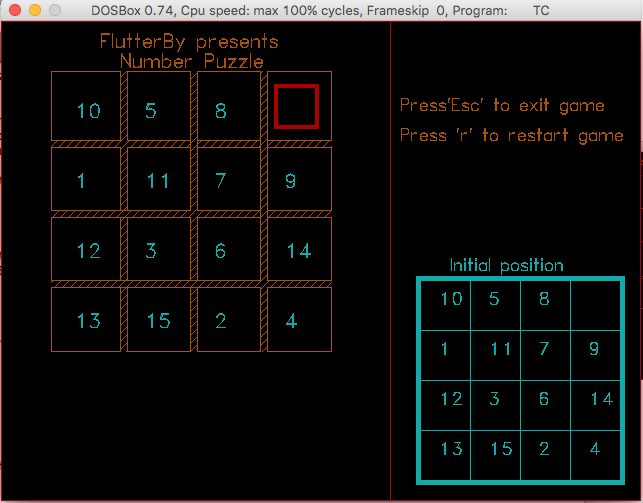 DOSBox 0.74, Cpu speed: max 100% cycles, Frameskip 0, Program: TC
FlutterBy presents
Number Puzzle
10 5 8
1 11 7 9
12 3 6 14
13 15 2 4
Press'Esc' to exit game
Press 'r' to restart game
Initial position
10 5 8
1 11 7 9
12 3 6 14
13 15 2 4